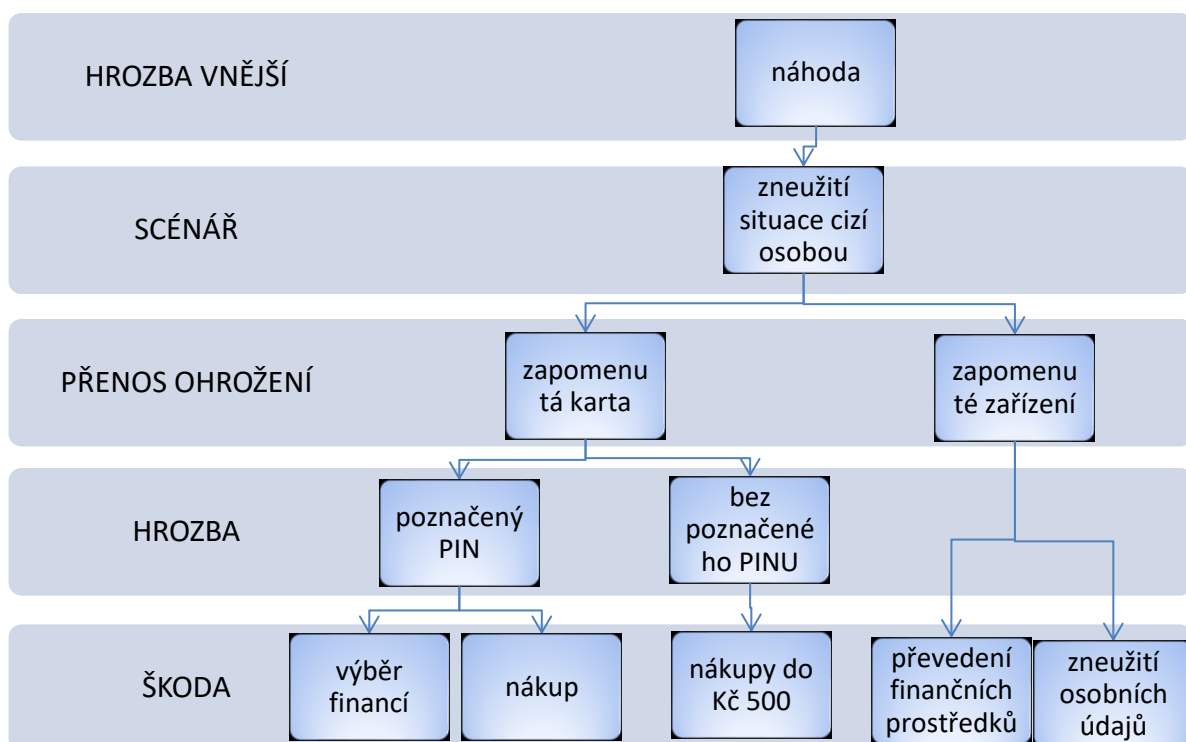 HROZBA VNĚJŠÍ
náhoda
SCÉNÁŘ
zneužití
situace cizí
osobou
PŘENOS OHROŽENÍ
zapomenu
tá karta
zapomenu
té zařízení
HROZBA
poznačený
PIN
bez
poznačené
ho PINU
ŠKODA
výběr
financí
nákup
nákupy do
Kč 500
převedení
finančních
prostředků
zneužití
osobních
údajů